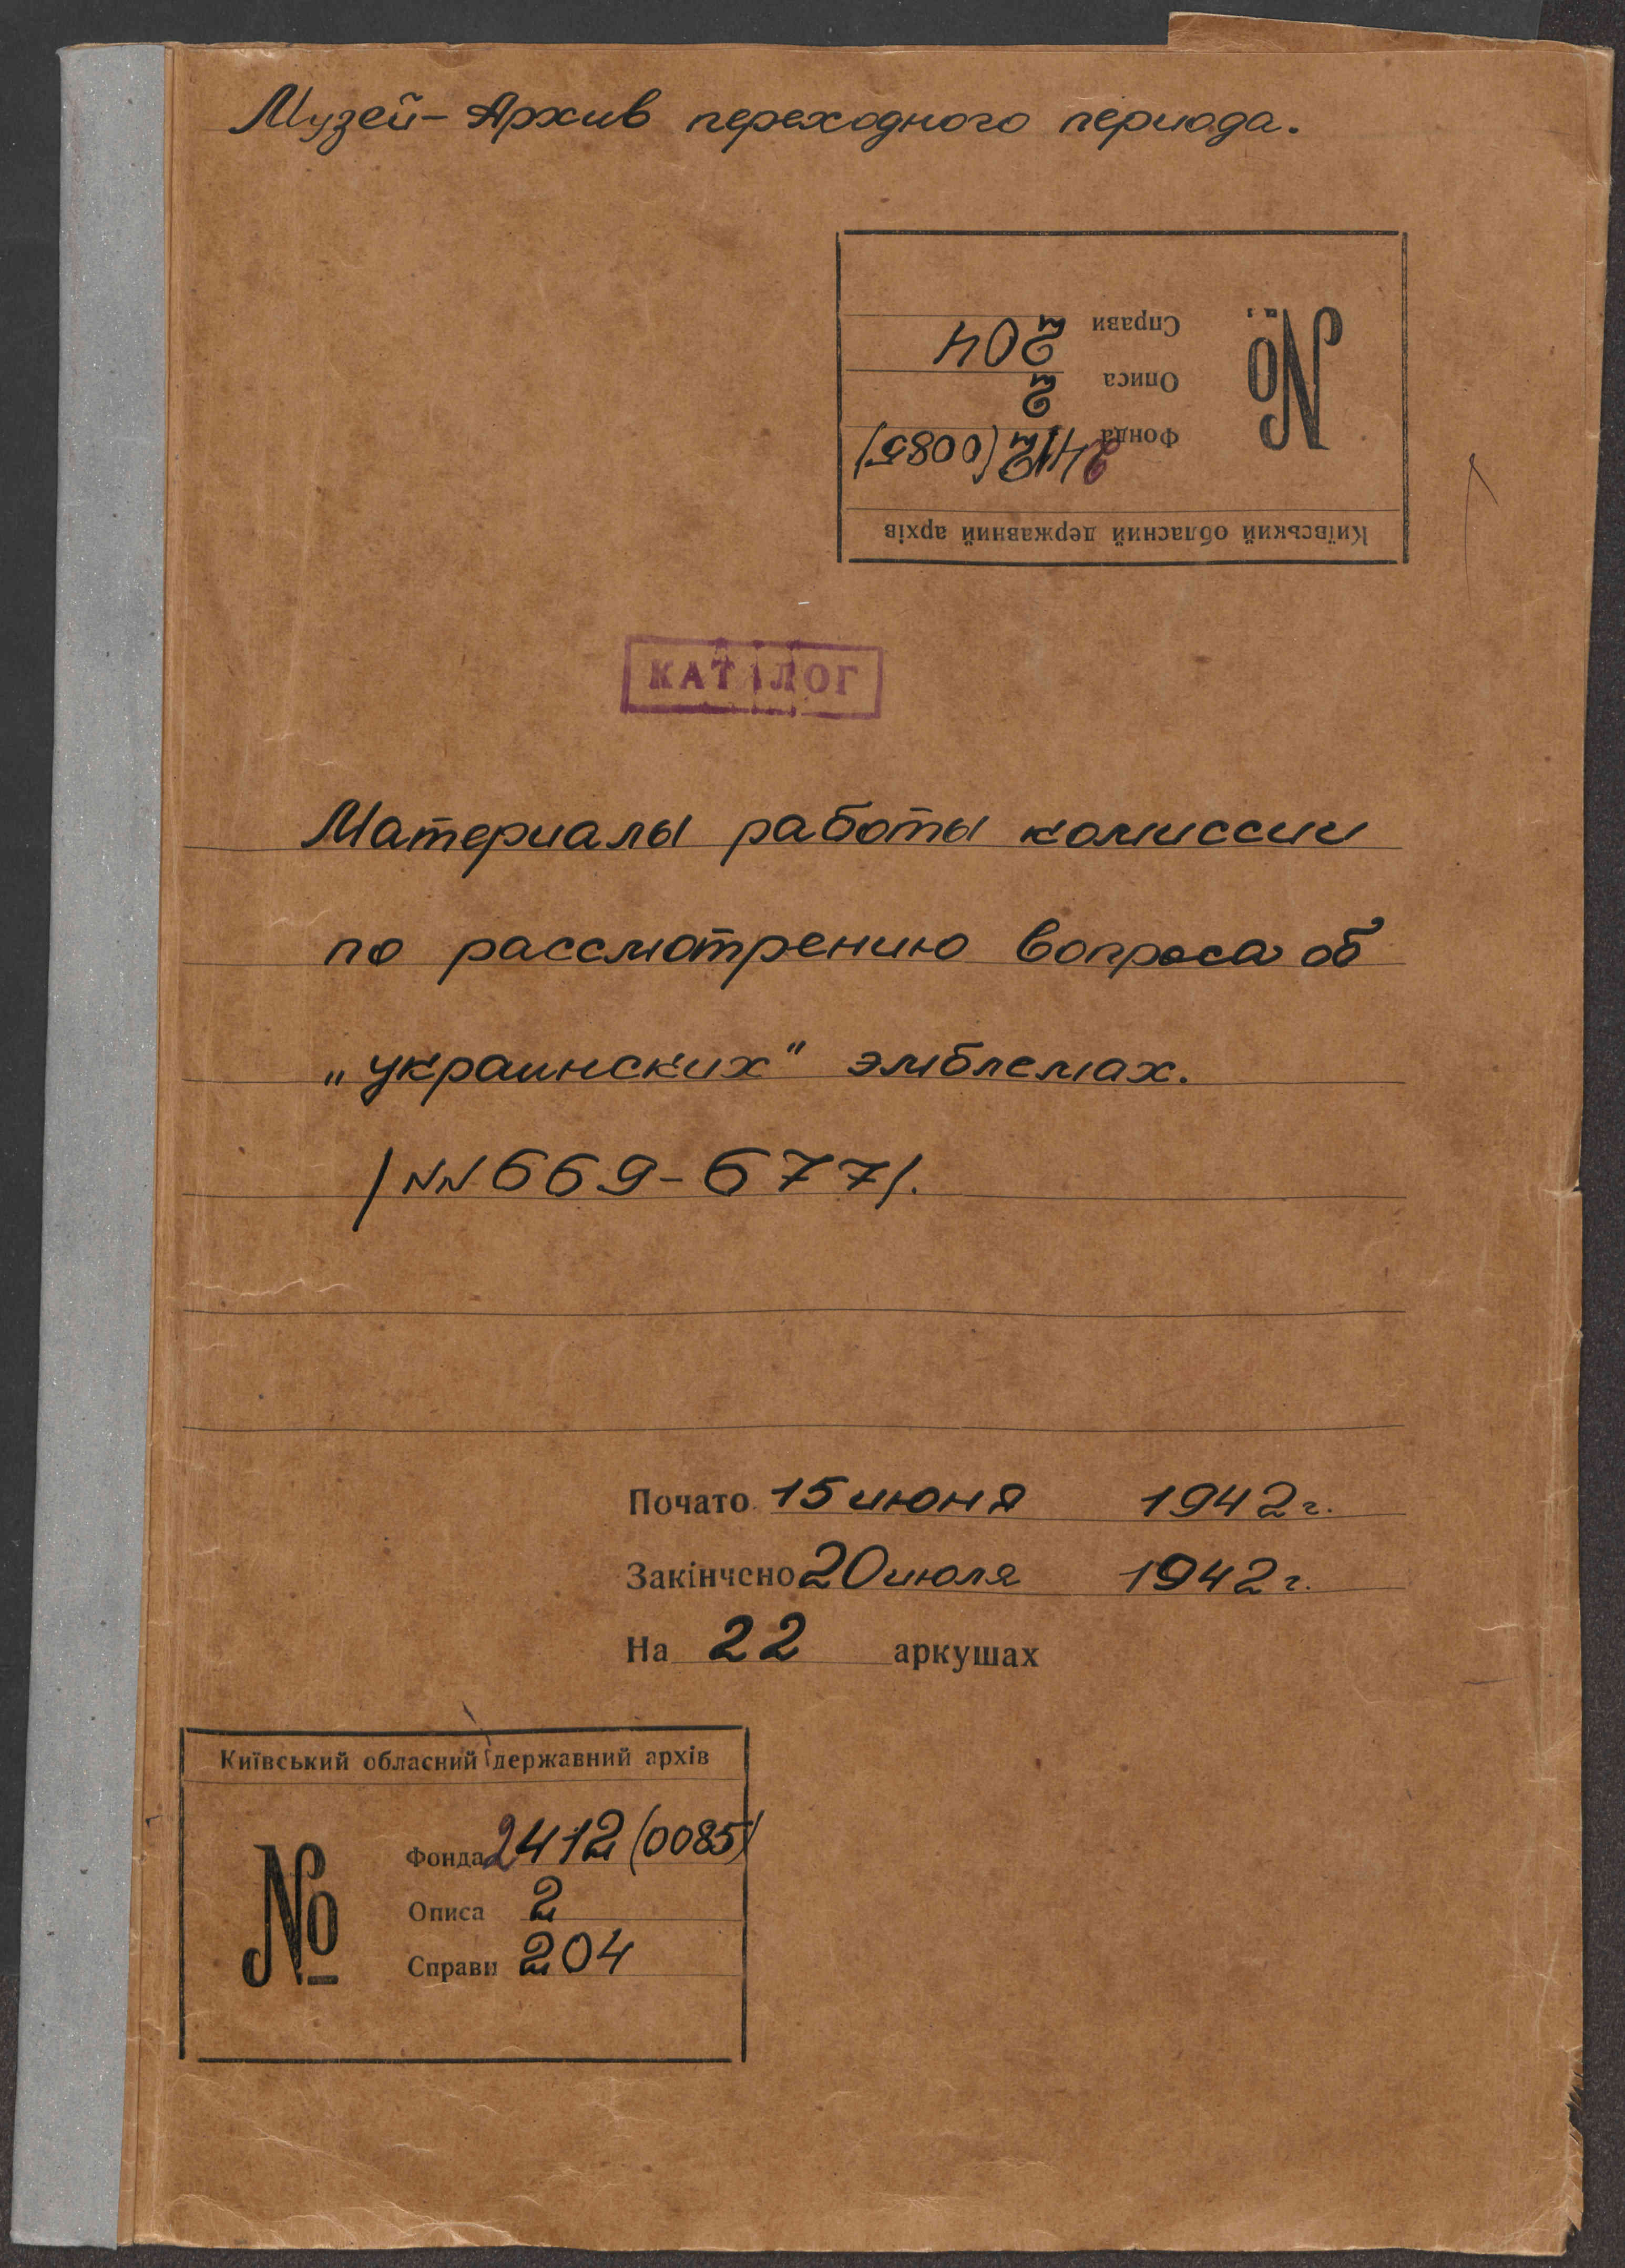 Музей-Архив переходного периода.
Київський обласний державний архів
№
Фонда 2412 (0085)
Описа 2
Справи 204
КАТАЛОГ
Материалы работы комиссии
по рассмотрению вопроса об
„украинских" эмблемах.
/NN 669-677/.
Почато 15 июня 1942 г.
Закінчено 20 июля 1942 г.
На 22 аркушах
Київський обласний державний архів
№
Фонда 2412 (0085)
Описа 2
Справи 204